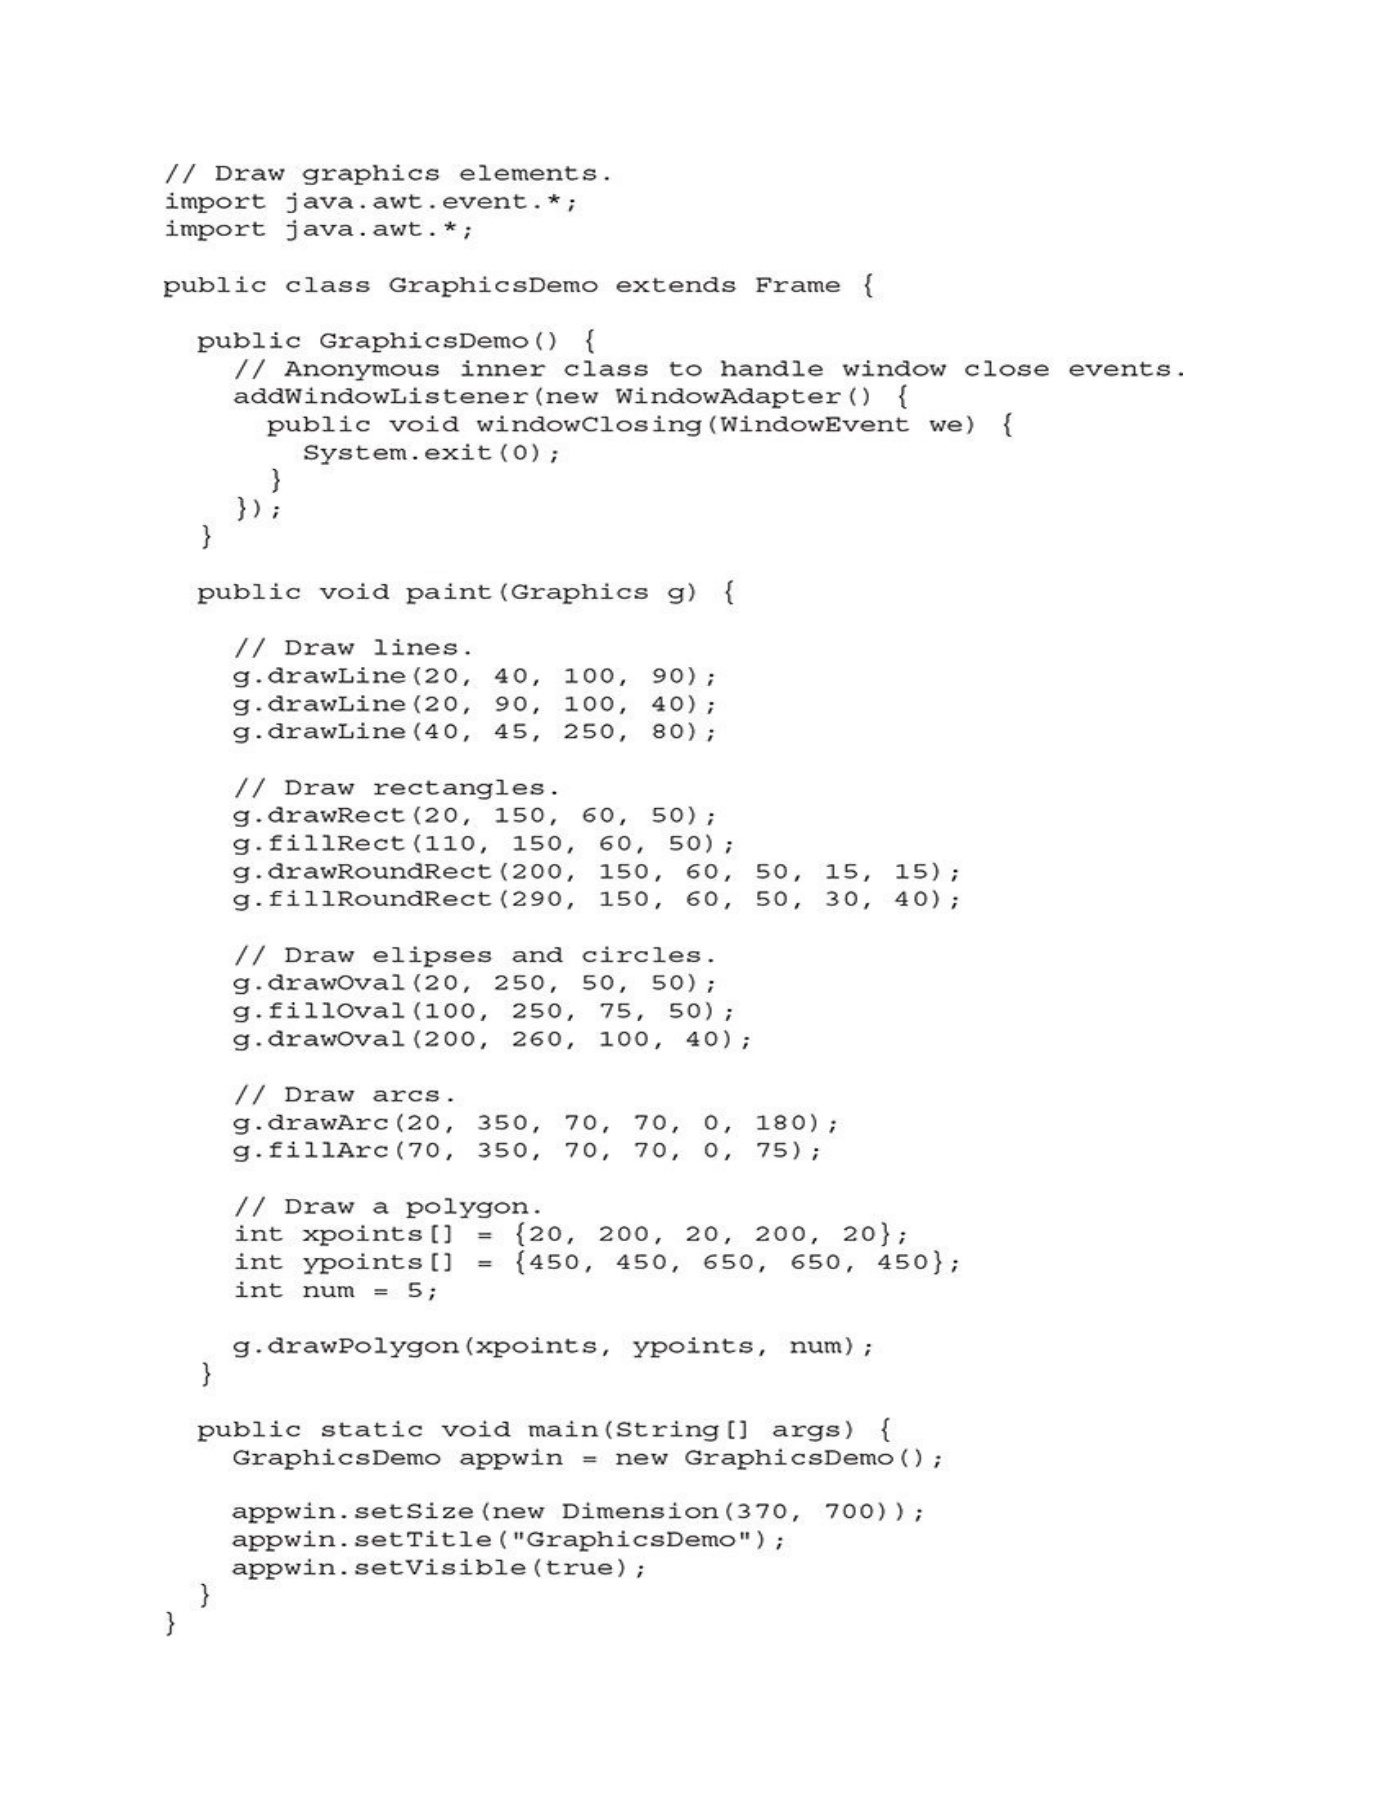 // Draw graphics elements.
import java.awt.event.*;
import java.awt.*;

public class GraphicsDemo extends Frame {

  public GraphicsDemo() {
    // Anonymous inner class to handle window close events.
    addWindowListener(new WindowAdapter() {
      public void windowClosing(WindowEvent we) {
        System.exit(0);
      }
    });
  }

  public void paint(Graphics g) {

    // Draw lines.
    g.drawLine(20, 40, 100, 90);
    g.drawLine(20, 90, 100, 40);
    g.drawLine(40, 45, 250, 80);

    // Draw rectangles.
    g.drawRect(20, 150, 60, 50);
    g.fillRect(110, 150, 60, 50);
    g.drawRoundRect(200, 150, 60, 50, 15, 15);
    g.fillRoundRect(290, 150, 60, 50, 30, 40);

    // Draw elipses and circles.
    g.drawOval(20, 250, 50, 50);
    g.fillOval(100, 250, 75, 50);
    g.drawOval(200, 260, 100, 40);

    // Draw arcs.
    g.drawArc(20, 350, 70, 70, 0, 180);
    g.fillArc(70, 350, 70, 70, 0, 75);

    // Draw a polygon.
    int xpoints[] = {20, 200, 20, 200, 20};
    int ypoints[] = {450, 450, 650, 650, 450};
    int num = 5;

    g.drawPolygon(xpoints, ypoints, num);
  }

  public static void main(String[] args) {
    GraphicsDemo appwin = new GraphicsDemo();

    appwin.setSize(new Dimension(370, 700));
    appwin.setTitle("GraphicsDemo");
    appwin.setVisible(true);
  }
}